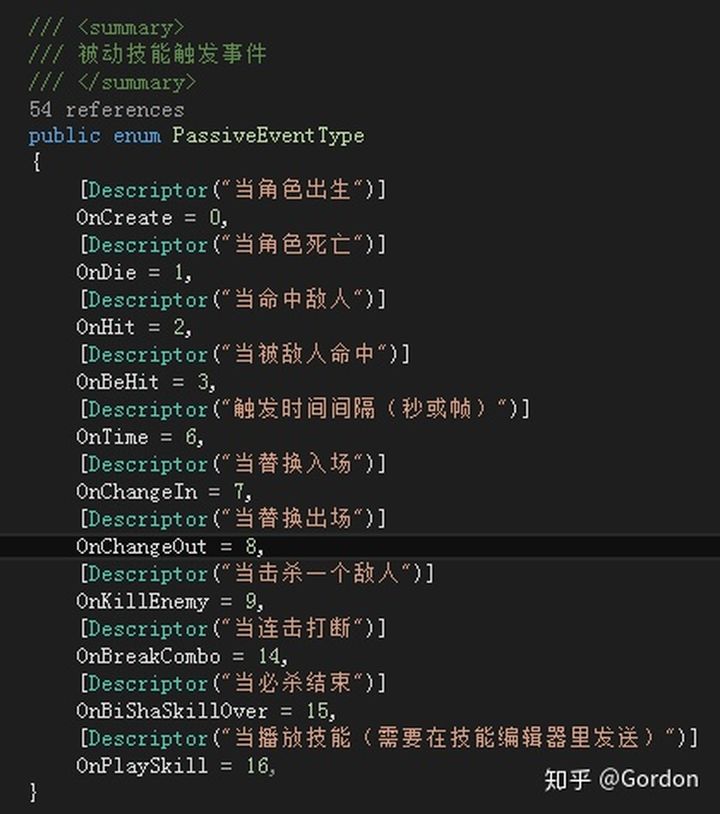 /// <summary>
/// 被动技能触发事件
/// </summary>
54 references
public enum PassiveEventType
{
[Descriptor("当角色出生")]
OnCreate = 0,
[Descriptor("当角色死亡")]
OnDie = 1,
[Descriptor("当命中敌人")]
OnHit = 2,
[Descriptor("当被敌人命中")]
OnBeHit = 3,
[Descriptor("触发时间间隔（秒或帧）")]
OnTime = 6,
[Descriptor("当替换入场")]
OnChangeIn = 7,
[Descriptor("当替换出场")]
OnChangeOut = 8,
[Descriptor("当击杀一个敌人")]
OnKillEnemy = 9,
[Descriptor("当连击打断")]
OnBreakCombo = 14,
[Descriptor("当必杀结束")]
OnBiShaSkillOver = 15,
[Descriptor("当播放技能（需要在技能编辑器里发送）")]
OnPlaySkill = 16,
}
知乎 @Gordon